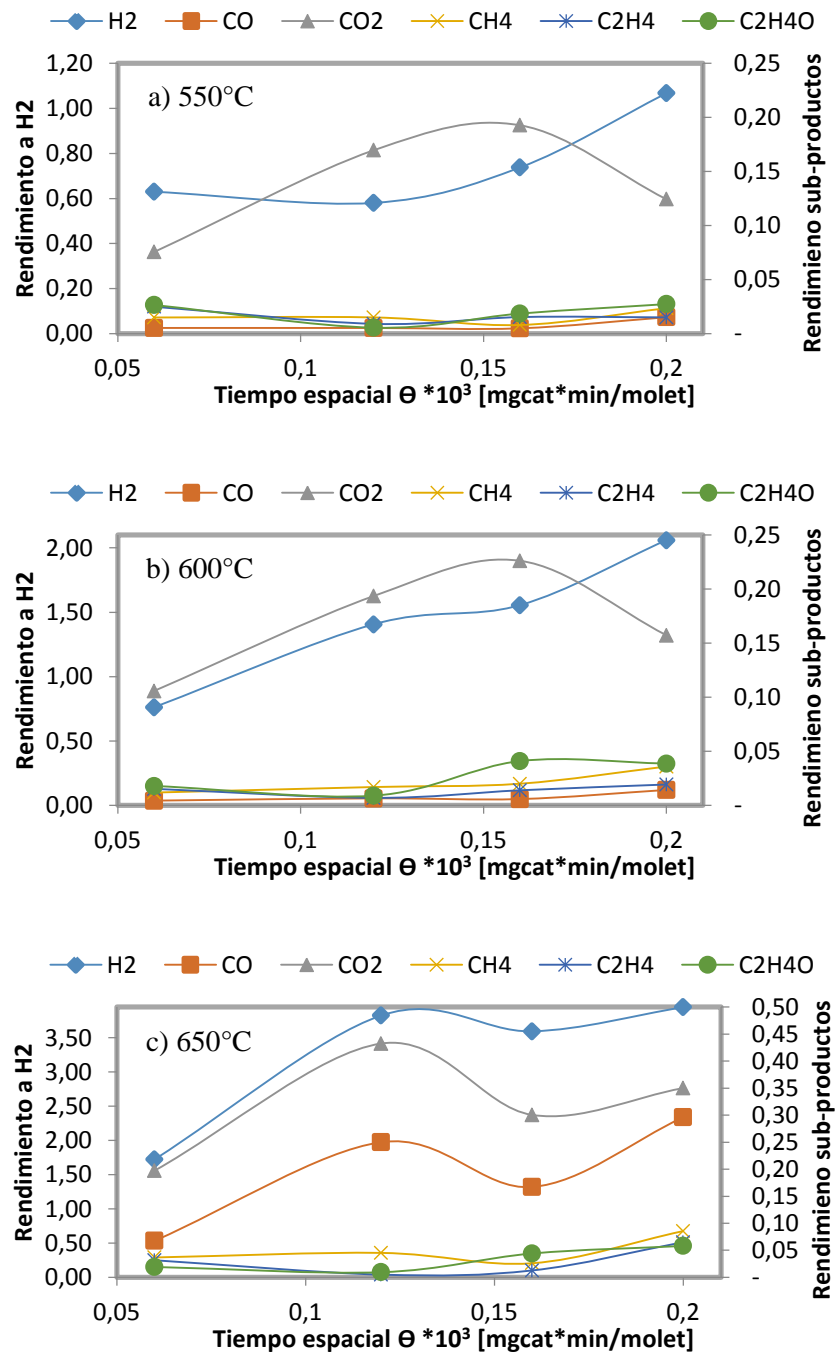 H2 CO CO2 CH4 C2H4 C2H4O
1,20 0,25
a) 550°C
1,00 0,20
0,80 0,15
0,60
0,40 0,10
0,20 0,05
0,00 -
Rendimiento a H2
Rendimieno sub-productos
0,05 0,1 0,15 0,2
Tiempo espacial ϴ *10³ [mgcat*min/molet]
H2 CO CO2 CH4 C2H4 C2H4O
2,00 0,25
b) 600°C
0,20
1,50
0,15
1,00
0,10
0,50 0,05
0,00 -
Rendimiento a H2
Rendimieno sub-productos
0,05 0,1 0,15 0,2
Tiempo espacial ϴ *10³ [mgcat*min/molet]
H2 CO CO2 CH4 C2H4 C2H4O
0,50
3,50 0,45
c) 650°C
3,00 0,40
0,35
2,50 0,30
2,00 0,25
1,50 0,20
0,15
1,00 0,10
0,50 0,05
0,00 -
Rendimiento a H2
Rendimieno sub-productos
0,05 0,1 0,15 0,2
Tiempo espacial ϴ *10³ [mgcat*min/molet]